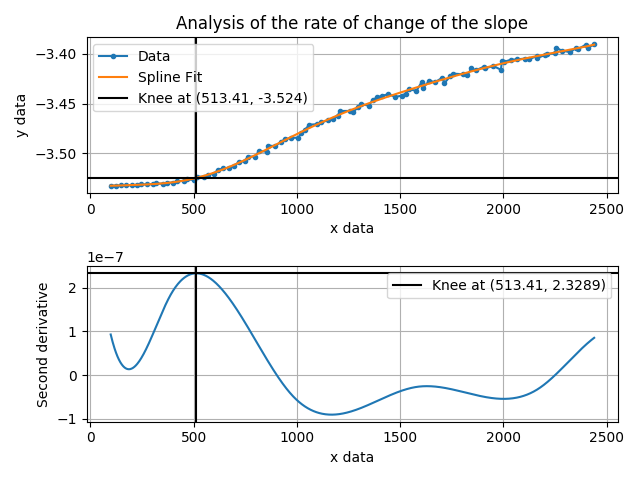 Analysis of the rate of change of the slope
−3.40
−3.45
−3.50
y data
Data
Spline Fit
Knee at (513.41, -3.524)
0
500
1000
1500
2000
2500
x data
1e−7
2
1
0
−1
Second derivative
Knee at (513.41, 2.3289)
0
500
1000
1500
2000
2500
x data